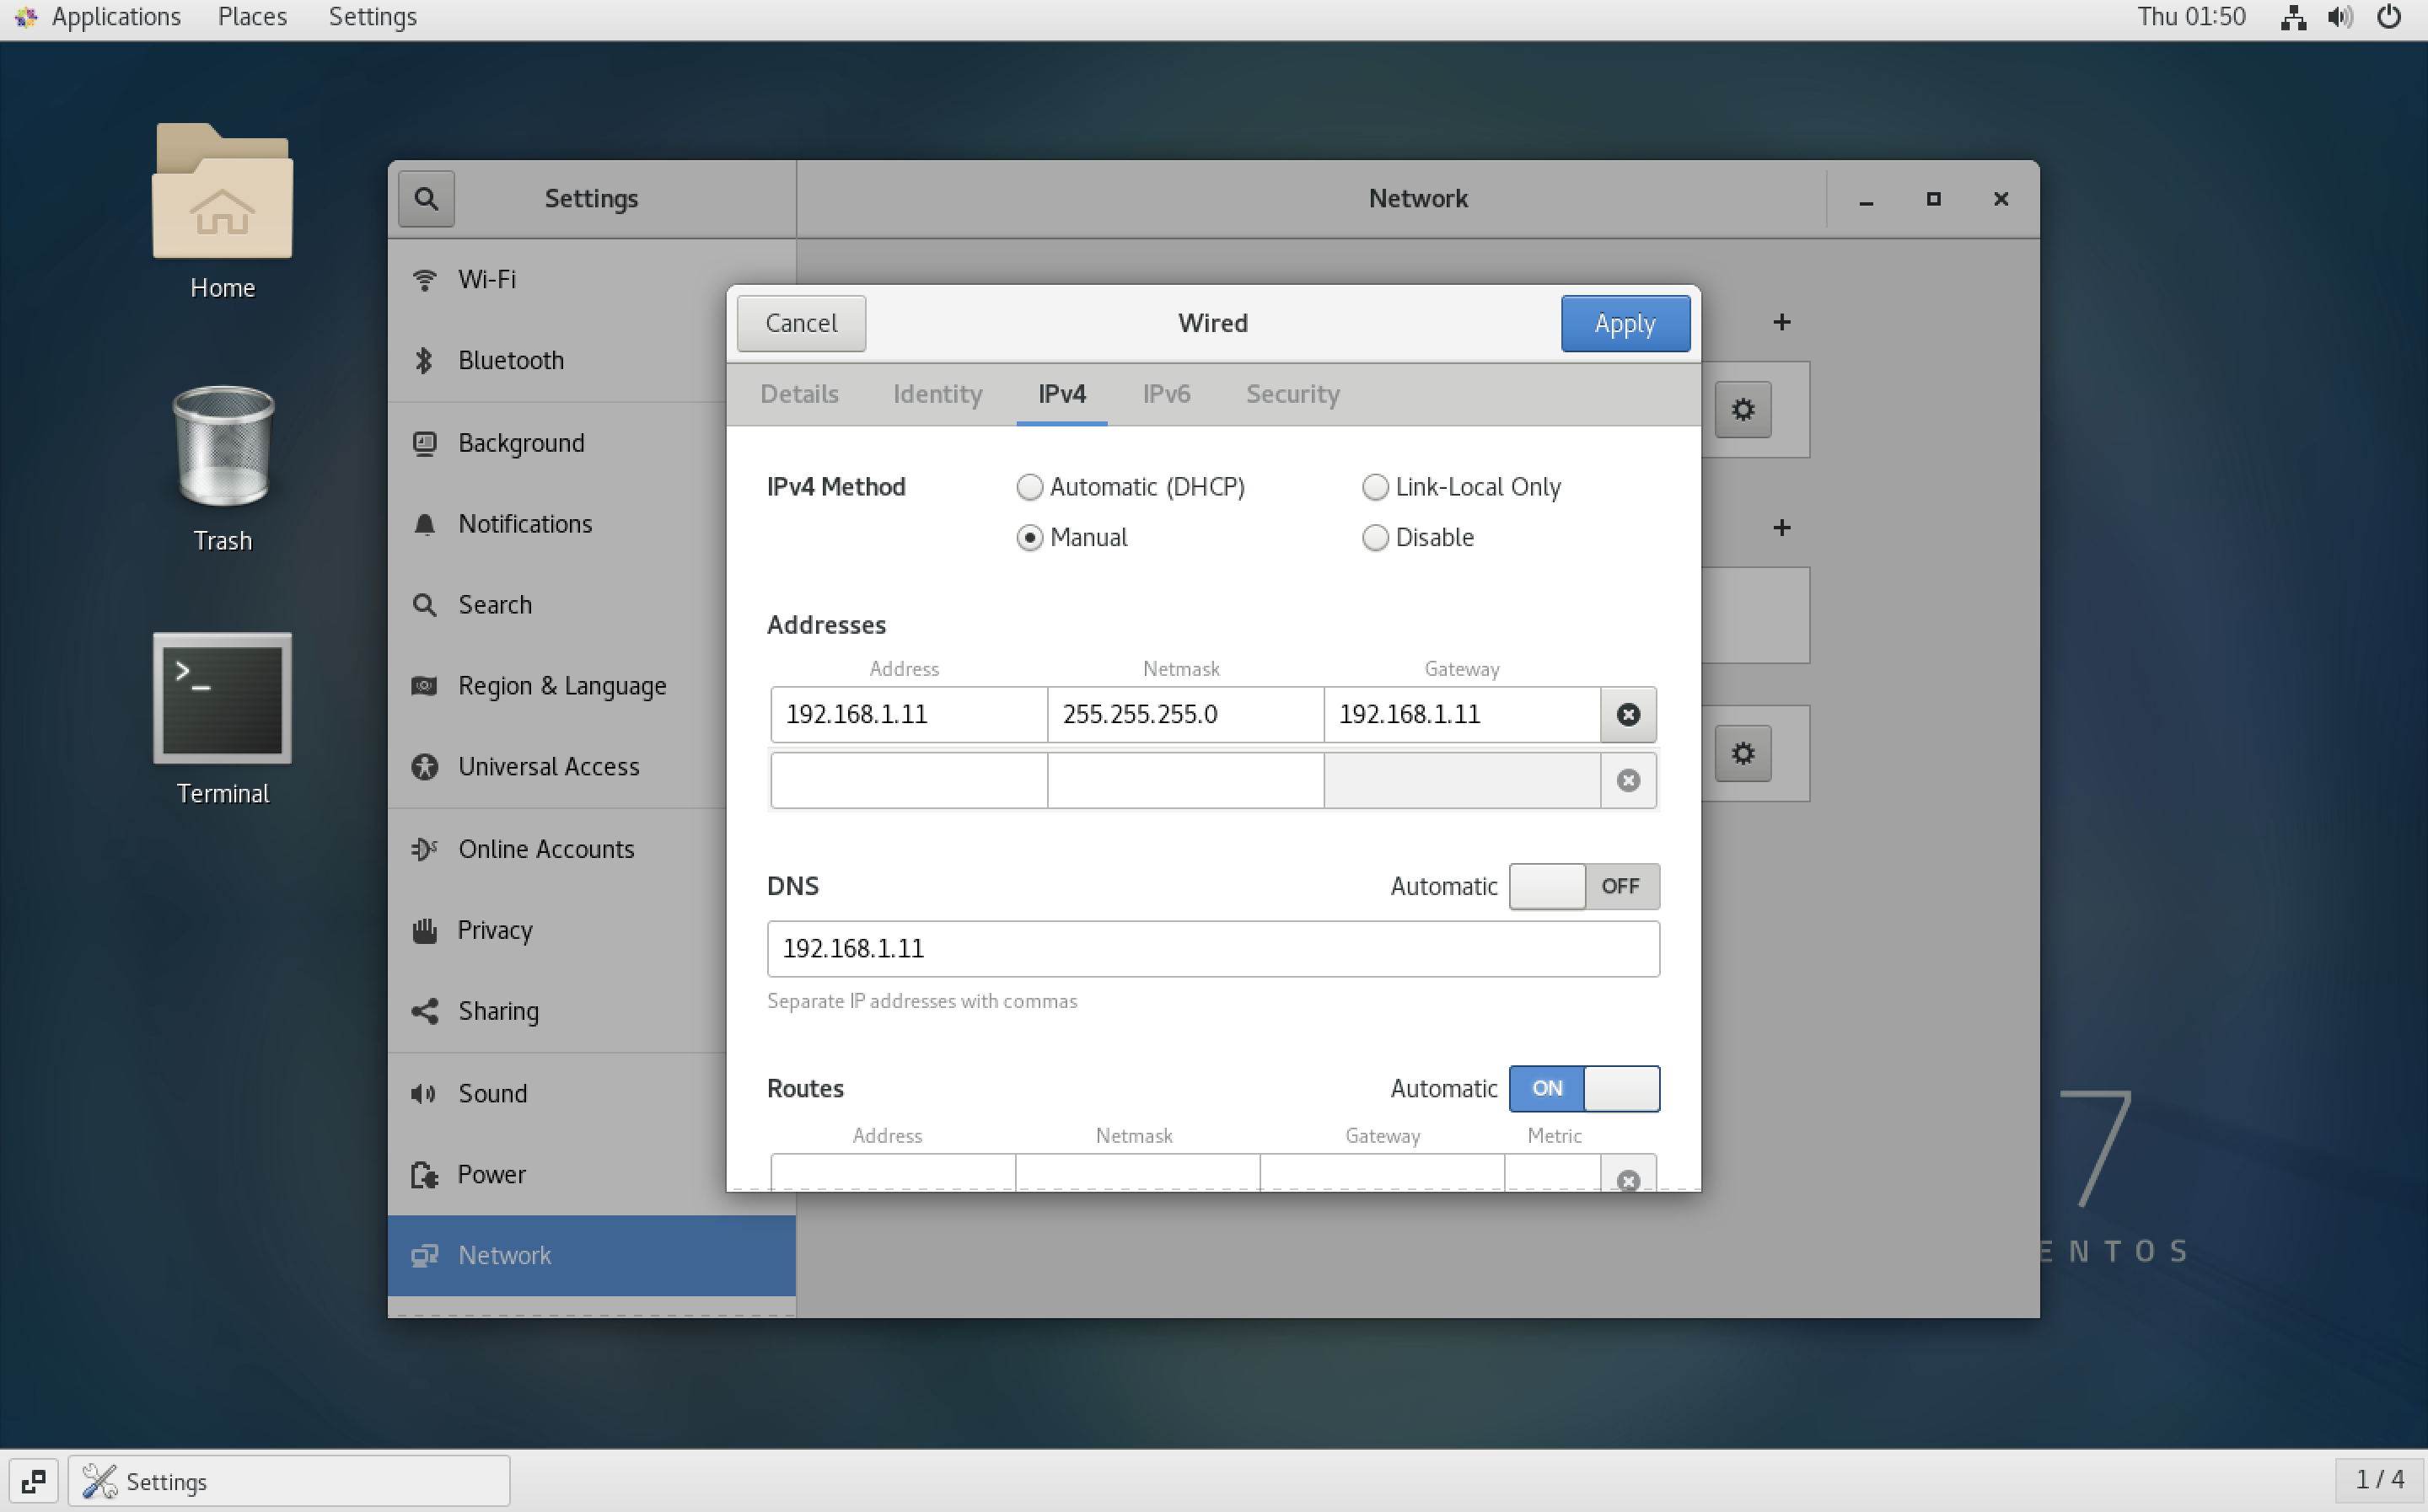 Applications Places Settings Thu 01:50
Home
Trash
>_
Terminal
Settings Network
Wi-Fi
Bluetooth
Background
Notifications
Search
Region & Language
Universal Access
Online Accounts
Privacy
Sharing
Sound
Power
Network
Cancel Wired Apply
Details Identity IPv4 IPv6 Security
IPv4 Method Automatic (DHCP) Link-Local Only
Manual Disable
Addresses
Address Netmask Gateway
192.168.1.11 255.255.255.0 192.168.1.11
DNS Automatic OFF
192.168.1.11
Separate IP addresses with commas
Routes Automatic ON
Address Netmask Gateway Metric
7
ENTOS
Settings 1 / 4